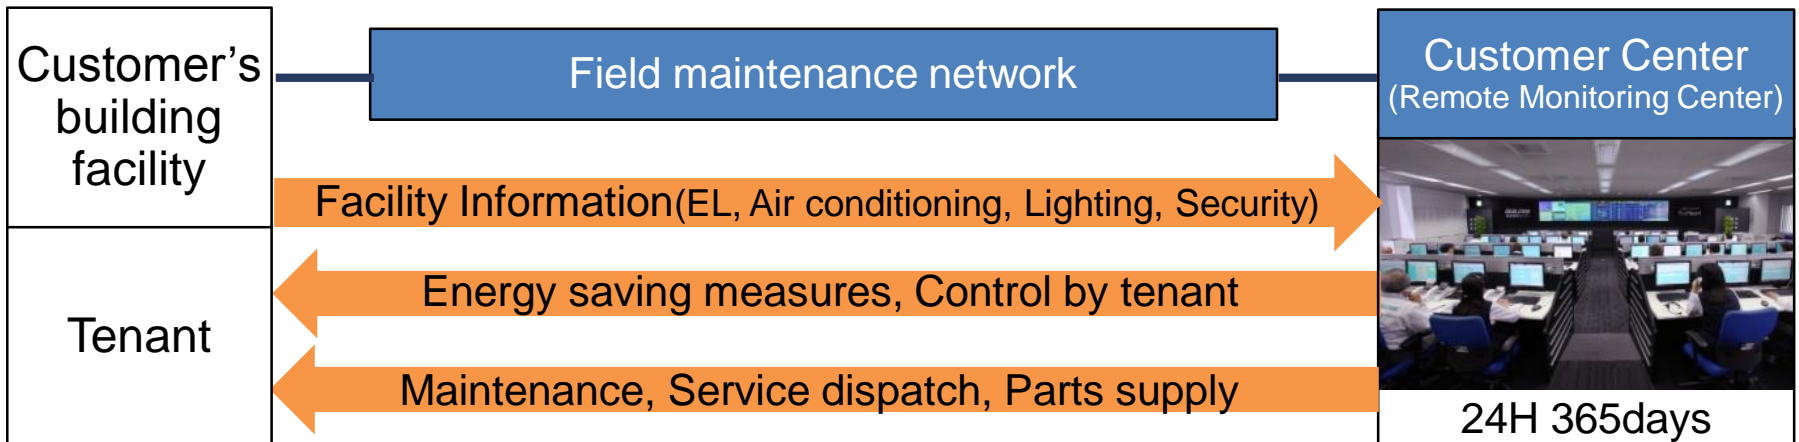 Customer's
building
facility
Field maintenance network
Customer Center
(Remote Monitoring Center)
Facility Information(EL, Air conditioning, Lighting, Security)
Energy saving measures, Control by tenant
Tenant
Maintenance, Service dispatch, Parts supply
24H 365days